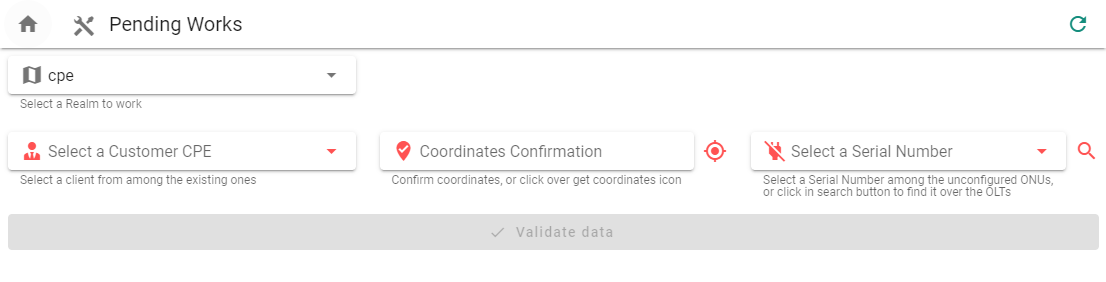 Pending Works
cpe
Select a Realm to work
Select a Customer CPE
Select a client from among the existing ones
Coordinates Confirmation
Confirm coordinates, or click over get coordinates icon
Select a Serial Number
Select a Serial Number among the unconfigured ONUs,
or click in search button to find it over the OLTs
Validate data